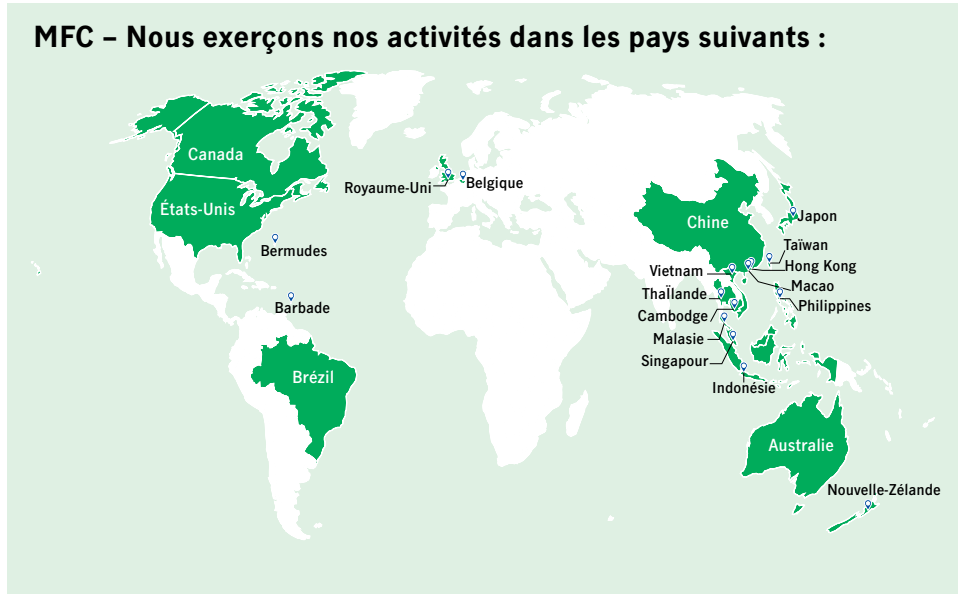 MFC – Nous exerçons nos activités dans les pays suivants :
Canada
États-Unis
Bermudes
Barbade
Brézil
Royaume-Uni
Belgique
Chine
Japon
Taïwan
Hong Kong
Macao
Philippines
Vietnam
ThaÏlande
Cambodge
Malasie
Singapour
Indonésie
Australie
Nouvelle-Zélande